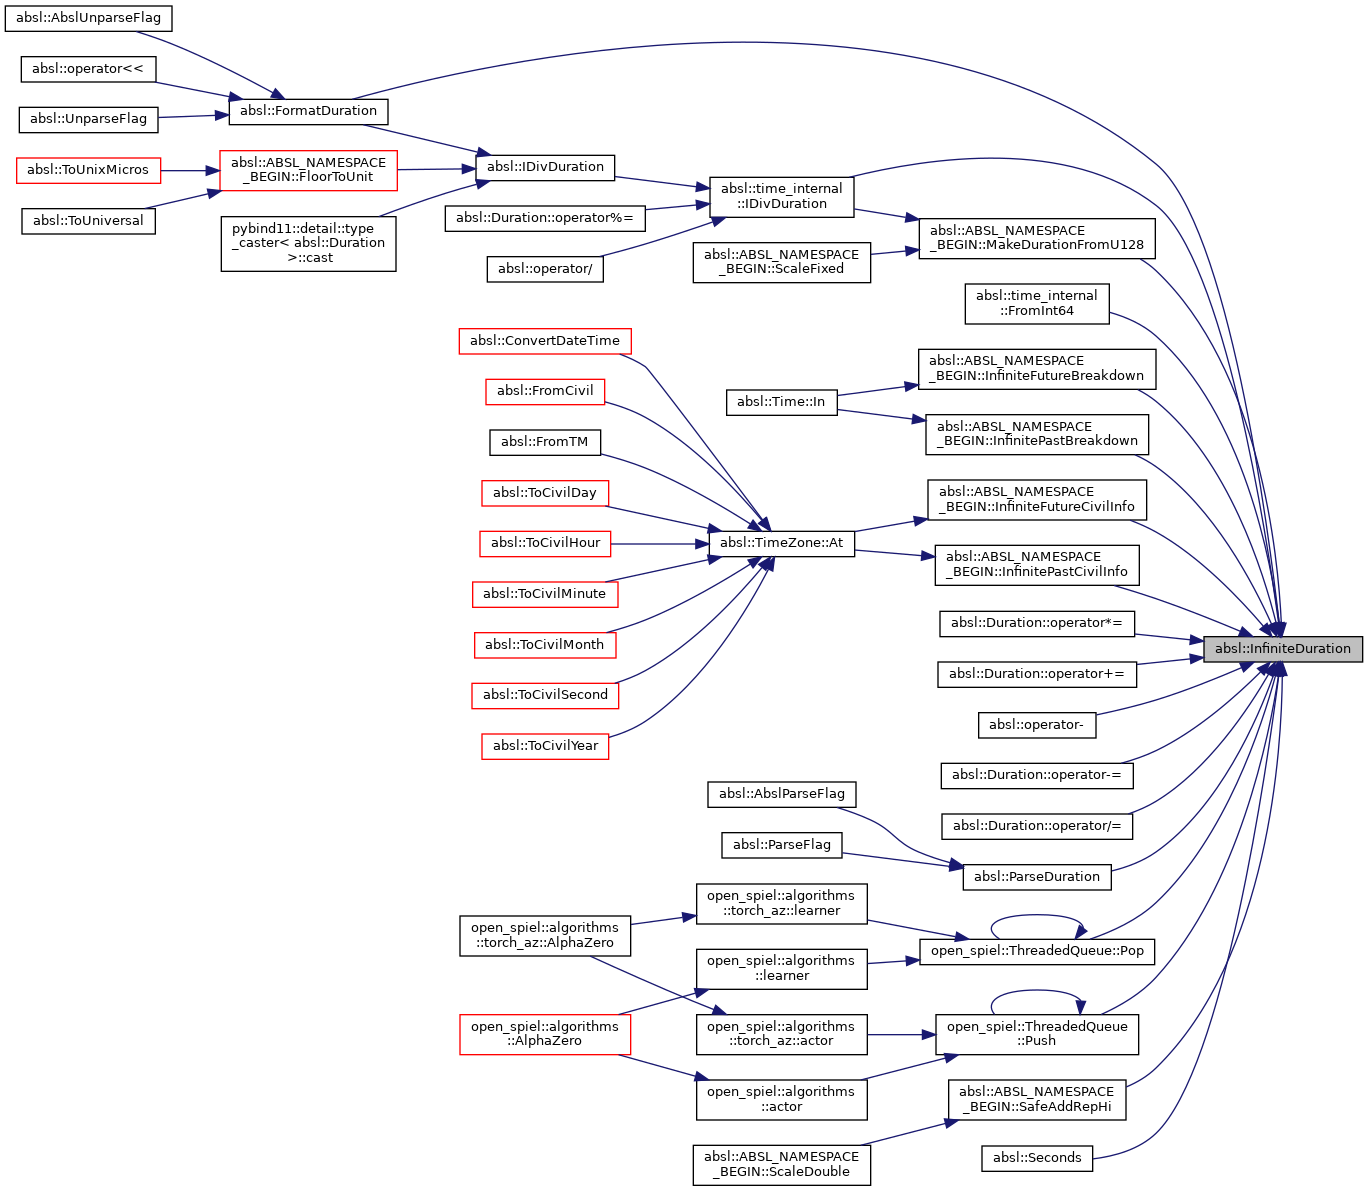 absl::AbslUnparseFlag
absl::operator<<
absl::UnparseFlag
absl::FormatDuration
absl::ToUnixMicros
absl::ToUniversal
absl::ABSL_NAMESPACE
_BEGIN::FloorToUnit
pybind11::detail::type
_caster< absl::Duration
>::cast
absl::IDivDuration
absl::Duration::operator%=
absl::operator/
absl::time_internal
::IDivDuration
absl::ABSL_NAMESPACE
_BEGIN::ScaleFixed
absl::ABSL_NAMESPACE
_BEGIN::MakeDurationFromU128
absl::time_internal
::FromInt64
absl::ConvertDateTime
absl::FromCivil
absl::FromTM
absl::ToCivilDay
absl::ToCivilHour
absl::ToCivilMinute
absl::ToCivilMonth
absl::ToCivilSecond
absl::ToCivilYear
absl::Time::In
absl::TimeZone::At
absl::ABSL_NAMESPACE
_BEGIN::InfiniteFutureBreakdown
absl::ABSL_NAMESPACE
_BEGIN::InfinitePastBreakdown
absl::ABSL_NAMESPACE
_BEGIN::InfiniteFutureCivilInfo
absl::ABSL_NAMESPACE
_BEGIN::InfinitePastCivilInfo
absl::Duration::operator*=
absl::InfiniteDuration
absl::Duration::operator+=
absl::operator-
absl::Duration::operator-=
absl::Duration::operator/=
absl::AbslParseFlag
absl::ParseFlag
absl::ParseDuration
open_spiel::algorithms
::torch_az::learner
open_spiel::algorithms
::torch_az::AlphaZero
open_spiel::ThreadedQueue::Pop
open_spiel::algorithms
::learner
open_spiel::algorithms
::AlphaZero
open_spiel::algorithms
::torch_az::actor
open_spiel::ThreadedQueue
::Push
open_spiel::algorithms
::actor
absl::ABSL_NAMESPACE
_BEGIN::SafeAddRepHi
absl::ABSL_NAMESPACE
_BEGIN::ScaleDouble
absl::Seconds